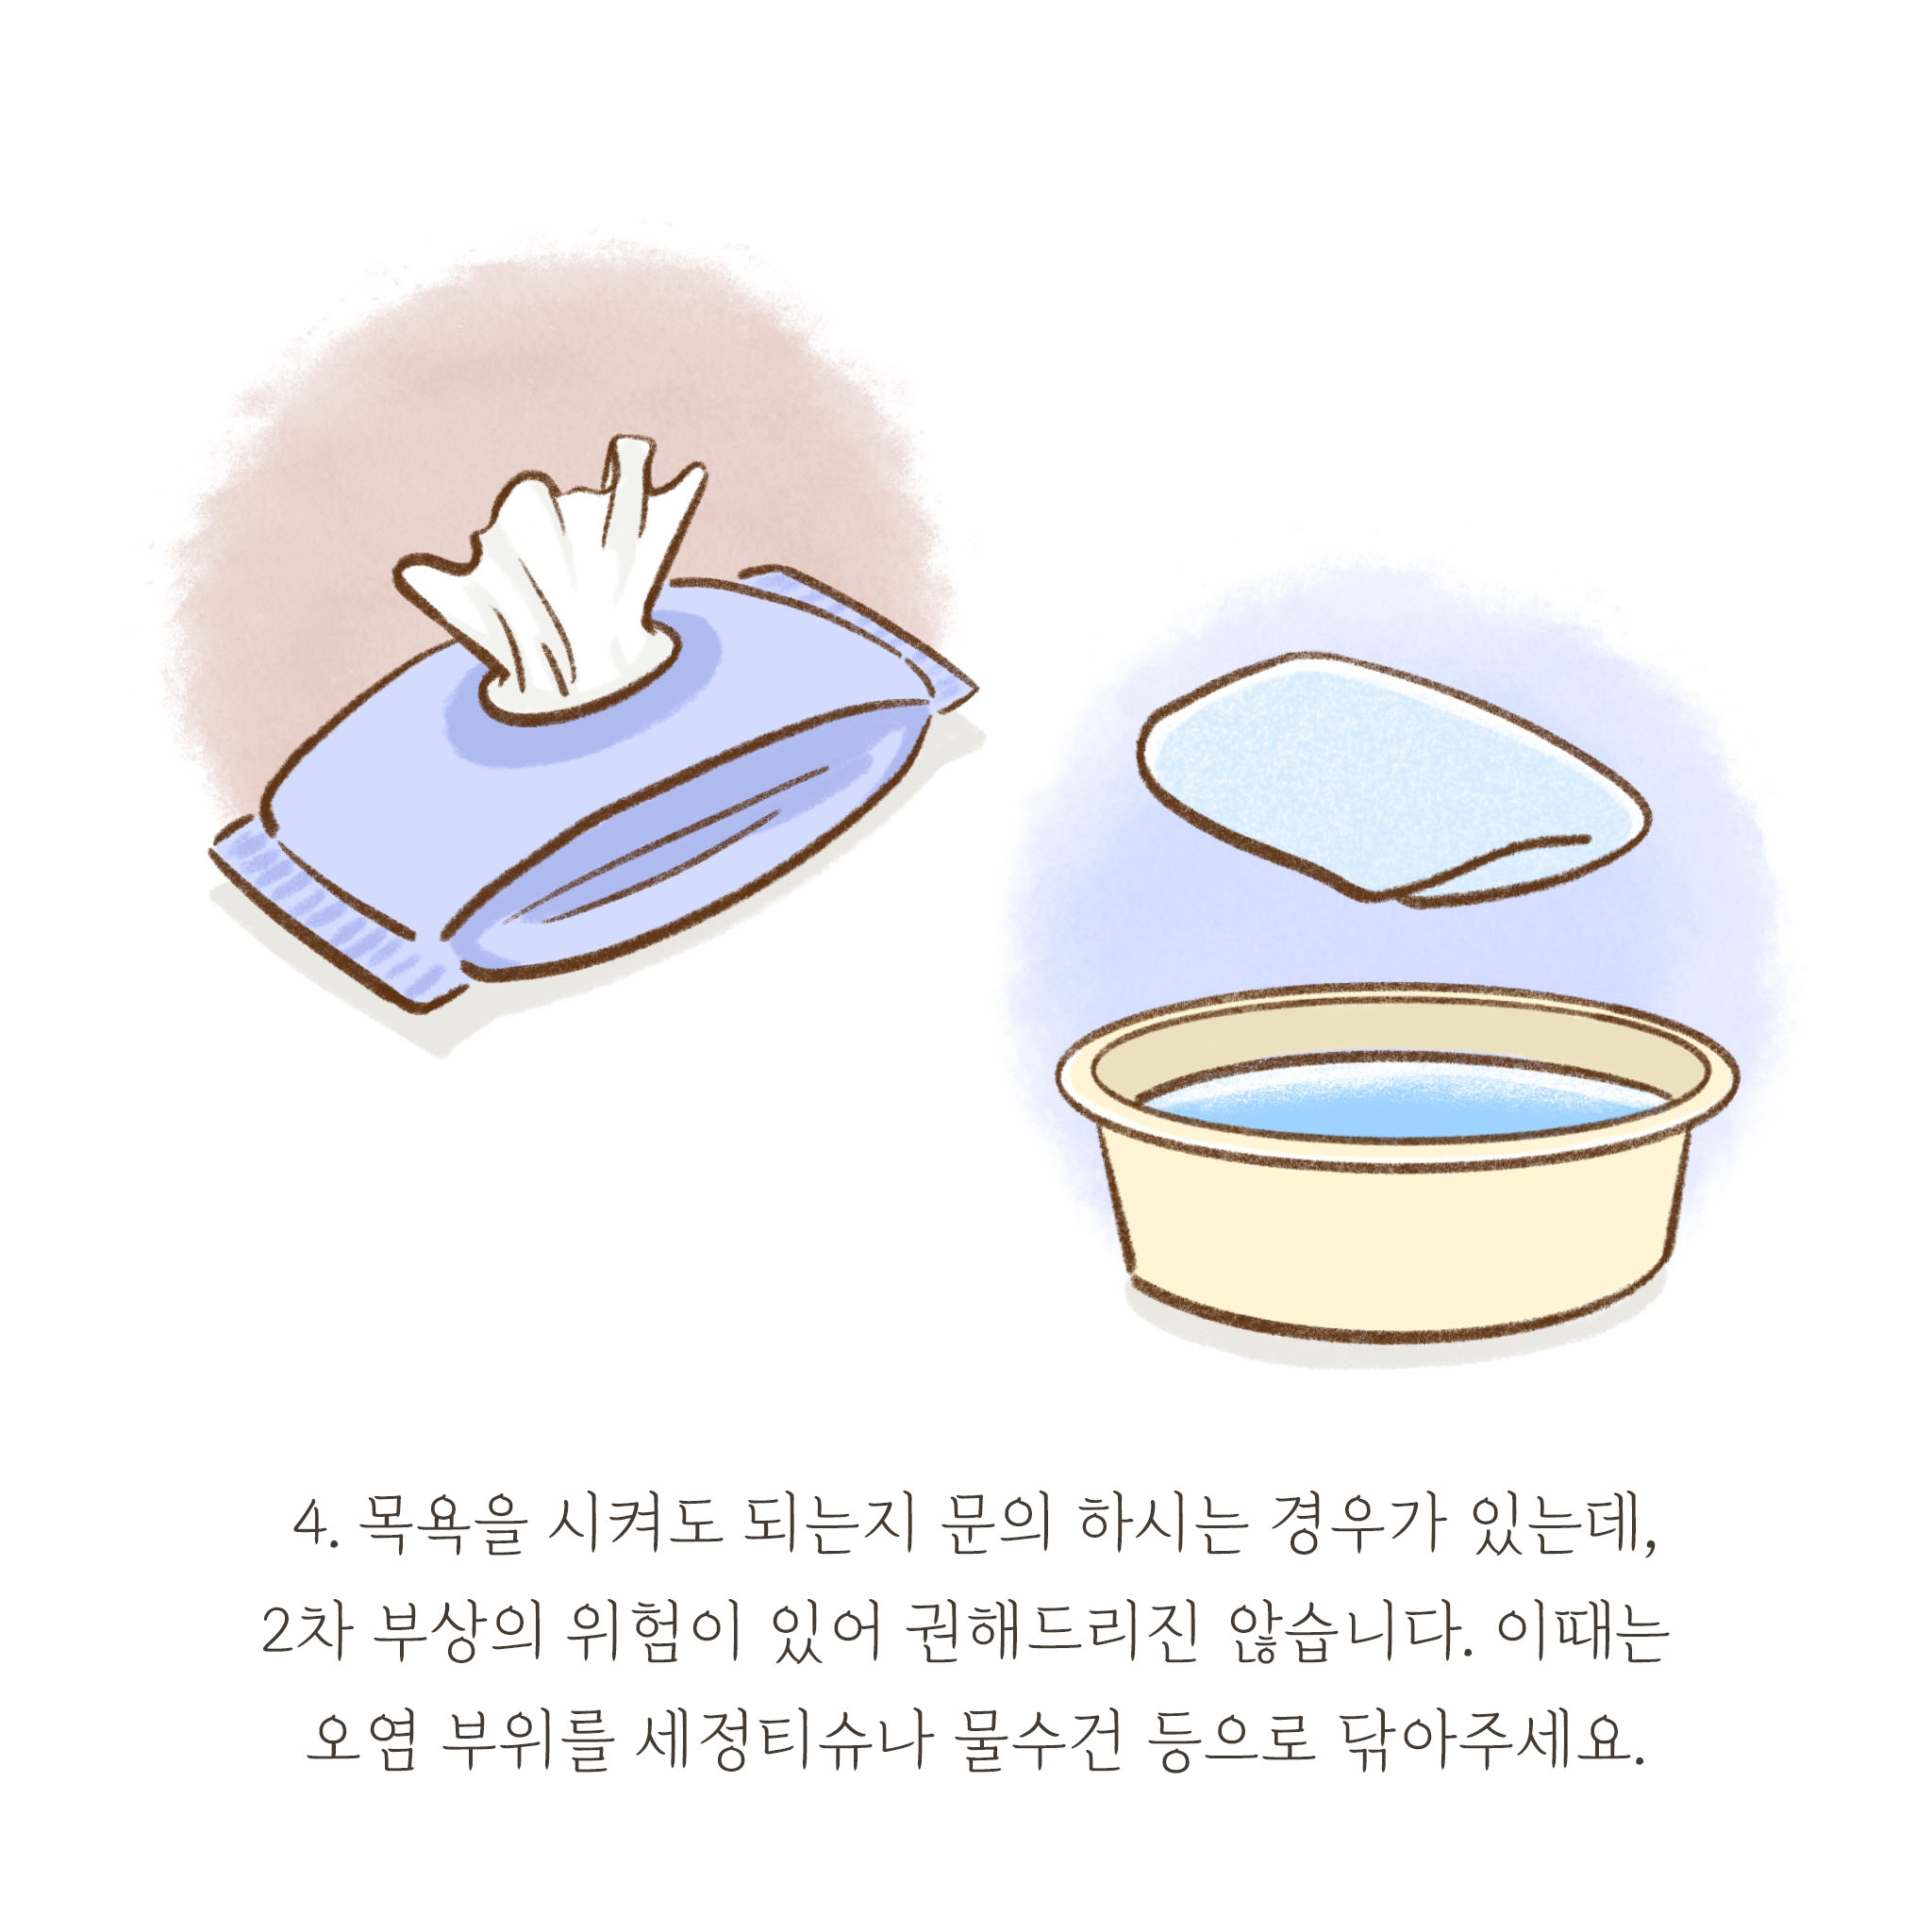 4. 목욕을 시켜도 되는지 문의 하시는 경우가 있는데,
2차 부상의 위험이 있어 권해드리진 않습니다. 이때는
오염 부위를 세정티슈나 물수건 등으로 닦아주세요.